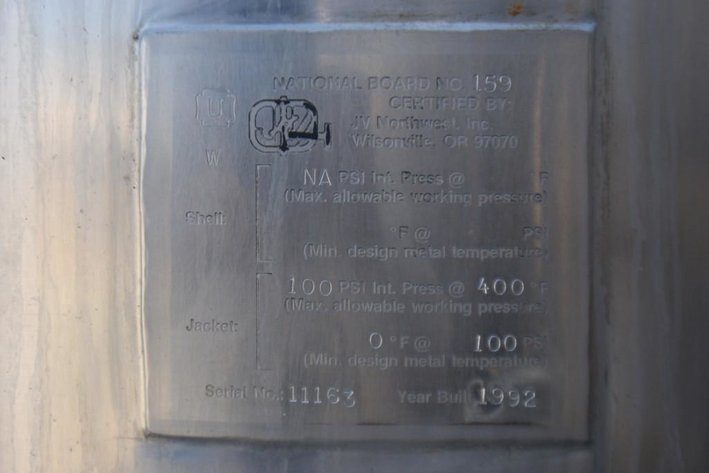 NATIONAL BOARD NO. 159
U
CERTIFIED BY:
JV Northwest, Inc.
Wilsonville, OR 97070
W
NA PSI Int. Press @ °F
(Max. allowable working pressure)
Shell:
°F @ PSI
(Min. design metal temperature)
100 PSI Int. Press @ 400 °F
(Max. allowable working pressure)
Jacket:
0 °F @ 100 PSI
(Min. design metal temperature)
Serial No.: 11163 Year Built 1992